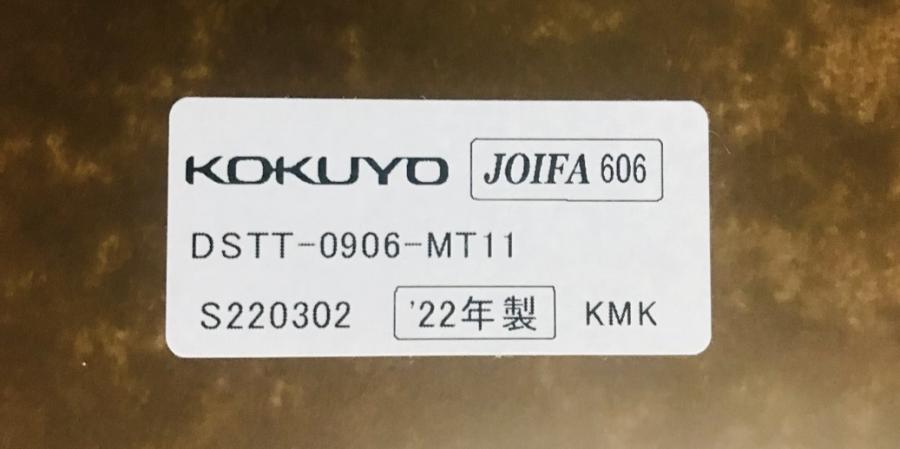 KOKUYO JOIFA 606
DSTT-0906-MT11
S220302 '22年製 KMK